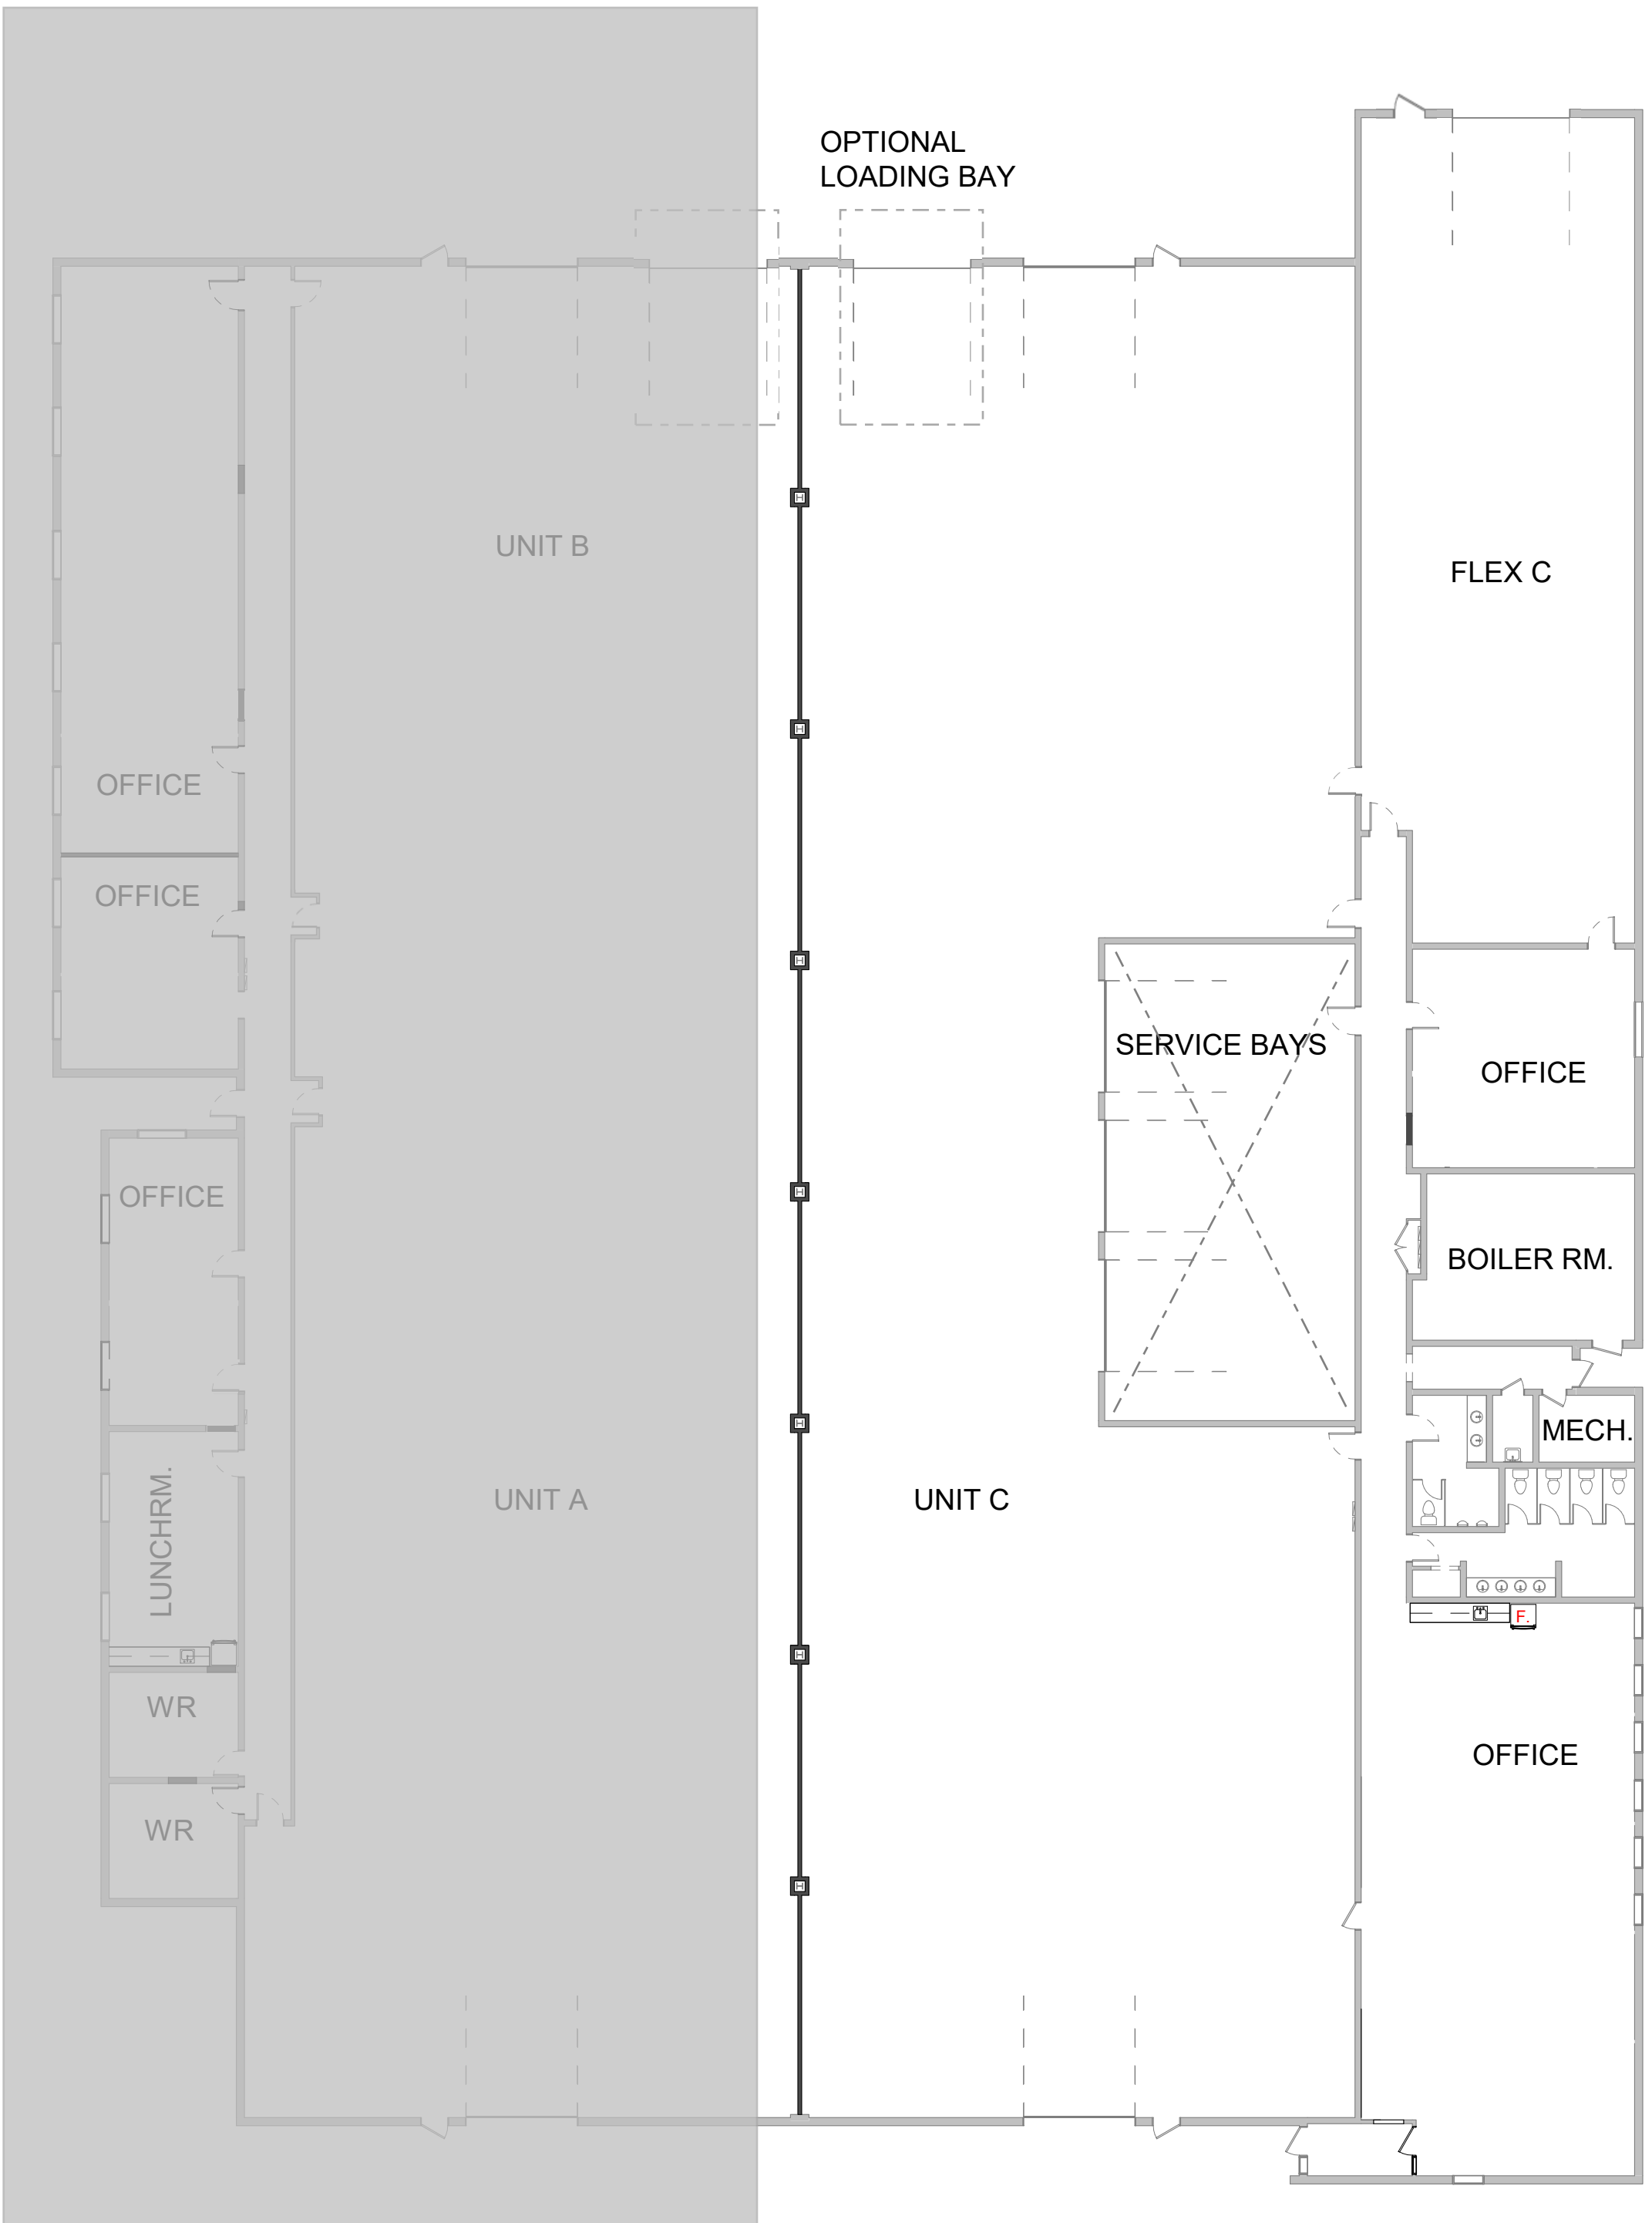 OPTIONAL
LOADING BAY
UNIT B
FLEX C
OFFICE
OFFICE
SERVICE BAYS
OFFICE
OFFICE
BOILER RM.
MECH.
LUNCHRM.
UNIT A
UNIT C
F.
WR
OFFICE
WR